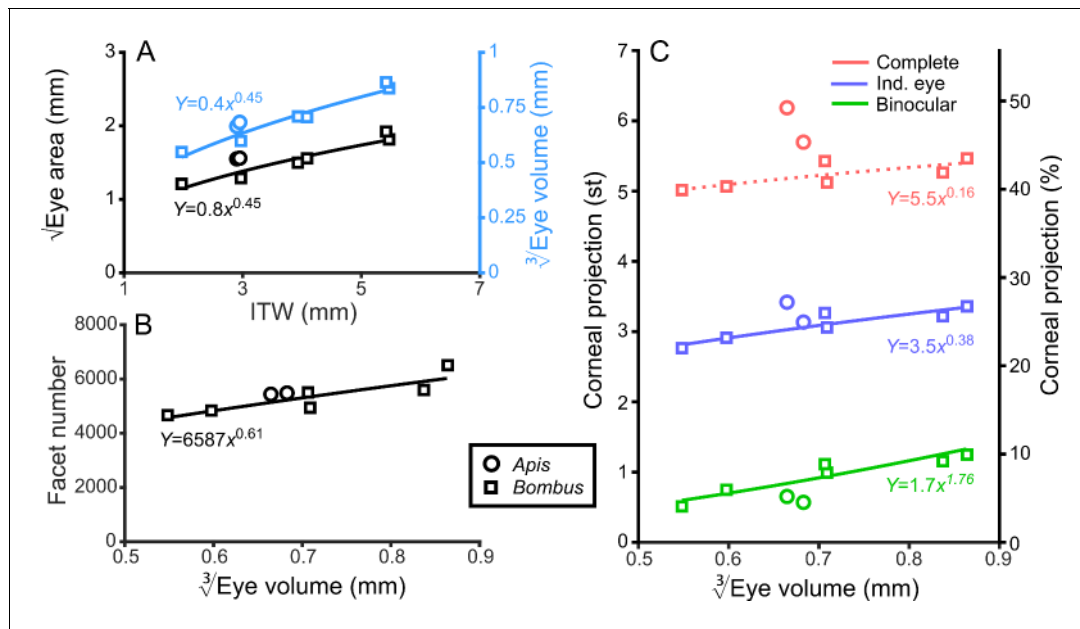 A
√Eye area (mm)
3
2
1
0
Y=0.4x^0.45
Y=0.8x^0.45
1
0.75
0.5
0.25
0
∛Eye volume (mm)
1
3
5
7
ITW (mm)
B
Facet number
8000
6000
4000
2000
0
Y=6587x^0.61
Apis
Bombus
0.5
0.6
0.7
0.8
0.9
∛Eye volume (mm)
C
Corneal projection (st)
7
6
5
4
3
2
1
0
Complete
Ind. eye
Binocular
Y=5.5x^0.16
Y=3.5x^0.38
Y=1.7x^1.76
50
40
30
20
10
0
Corneal projection (%)
0.5
0.6
0.7
0.8
0.9
∛Eye volume (mm)